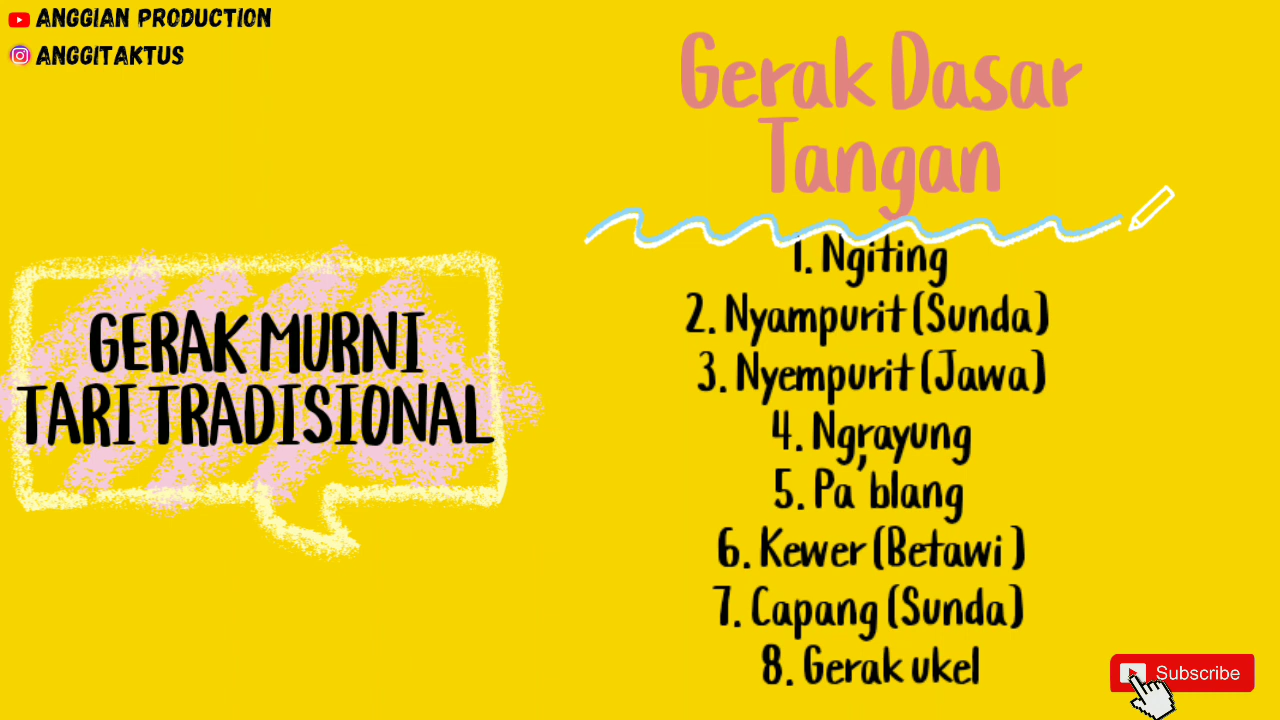 ANGGIAN PRODUCTION
ANGGITAKTUS
GERAK MURNI
TARI TRADISIONAL
Gerak Dasar
Tangan
1. Ngiting
2. Nyampurit (Sunda)
3. Nyempurit (Jawa)
4. Ngrayung
5. Pa' blang
6. Kewer (Betawi )
7. Capang (Sunda)
8. Gerak ukel
Subscribe